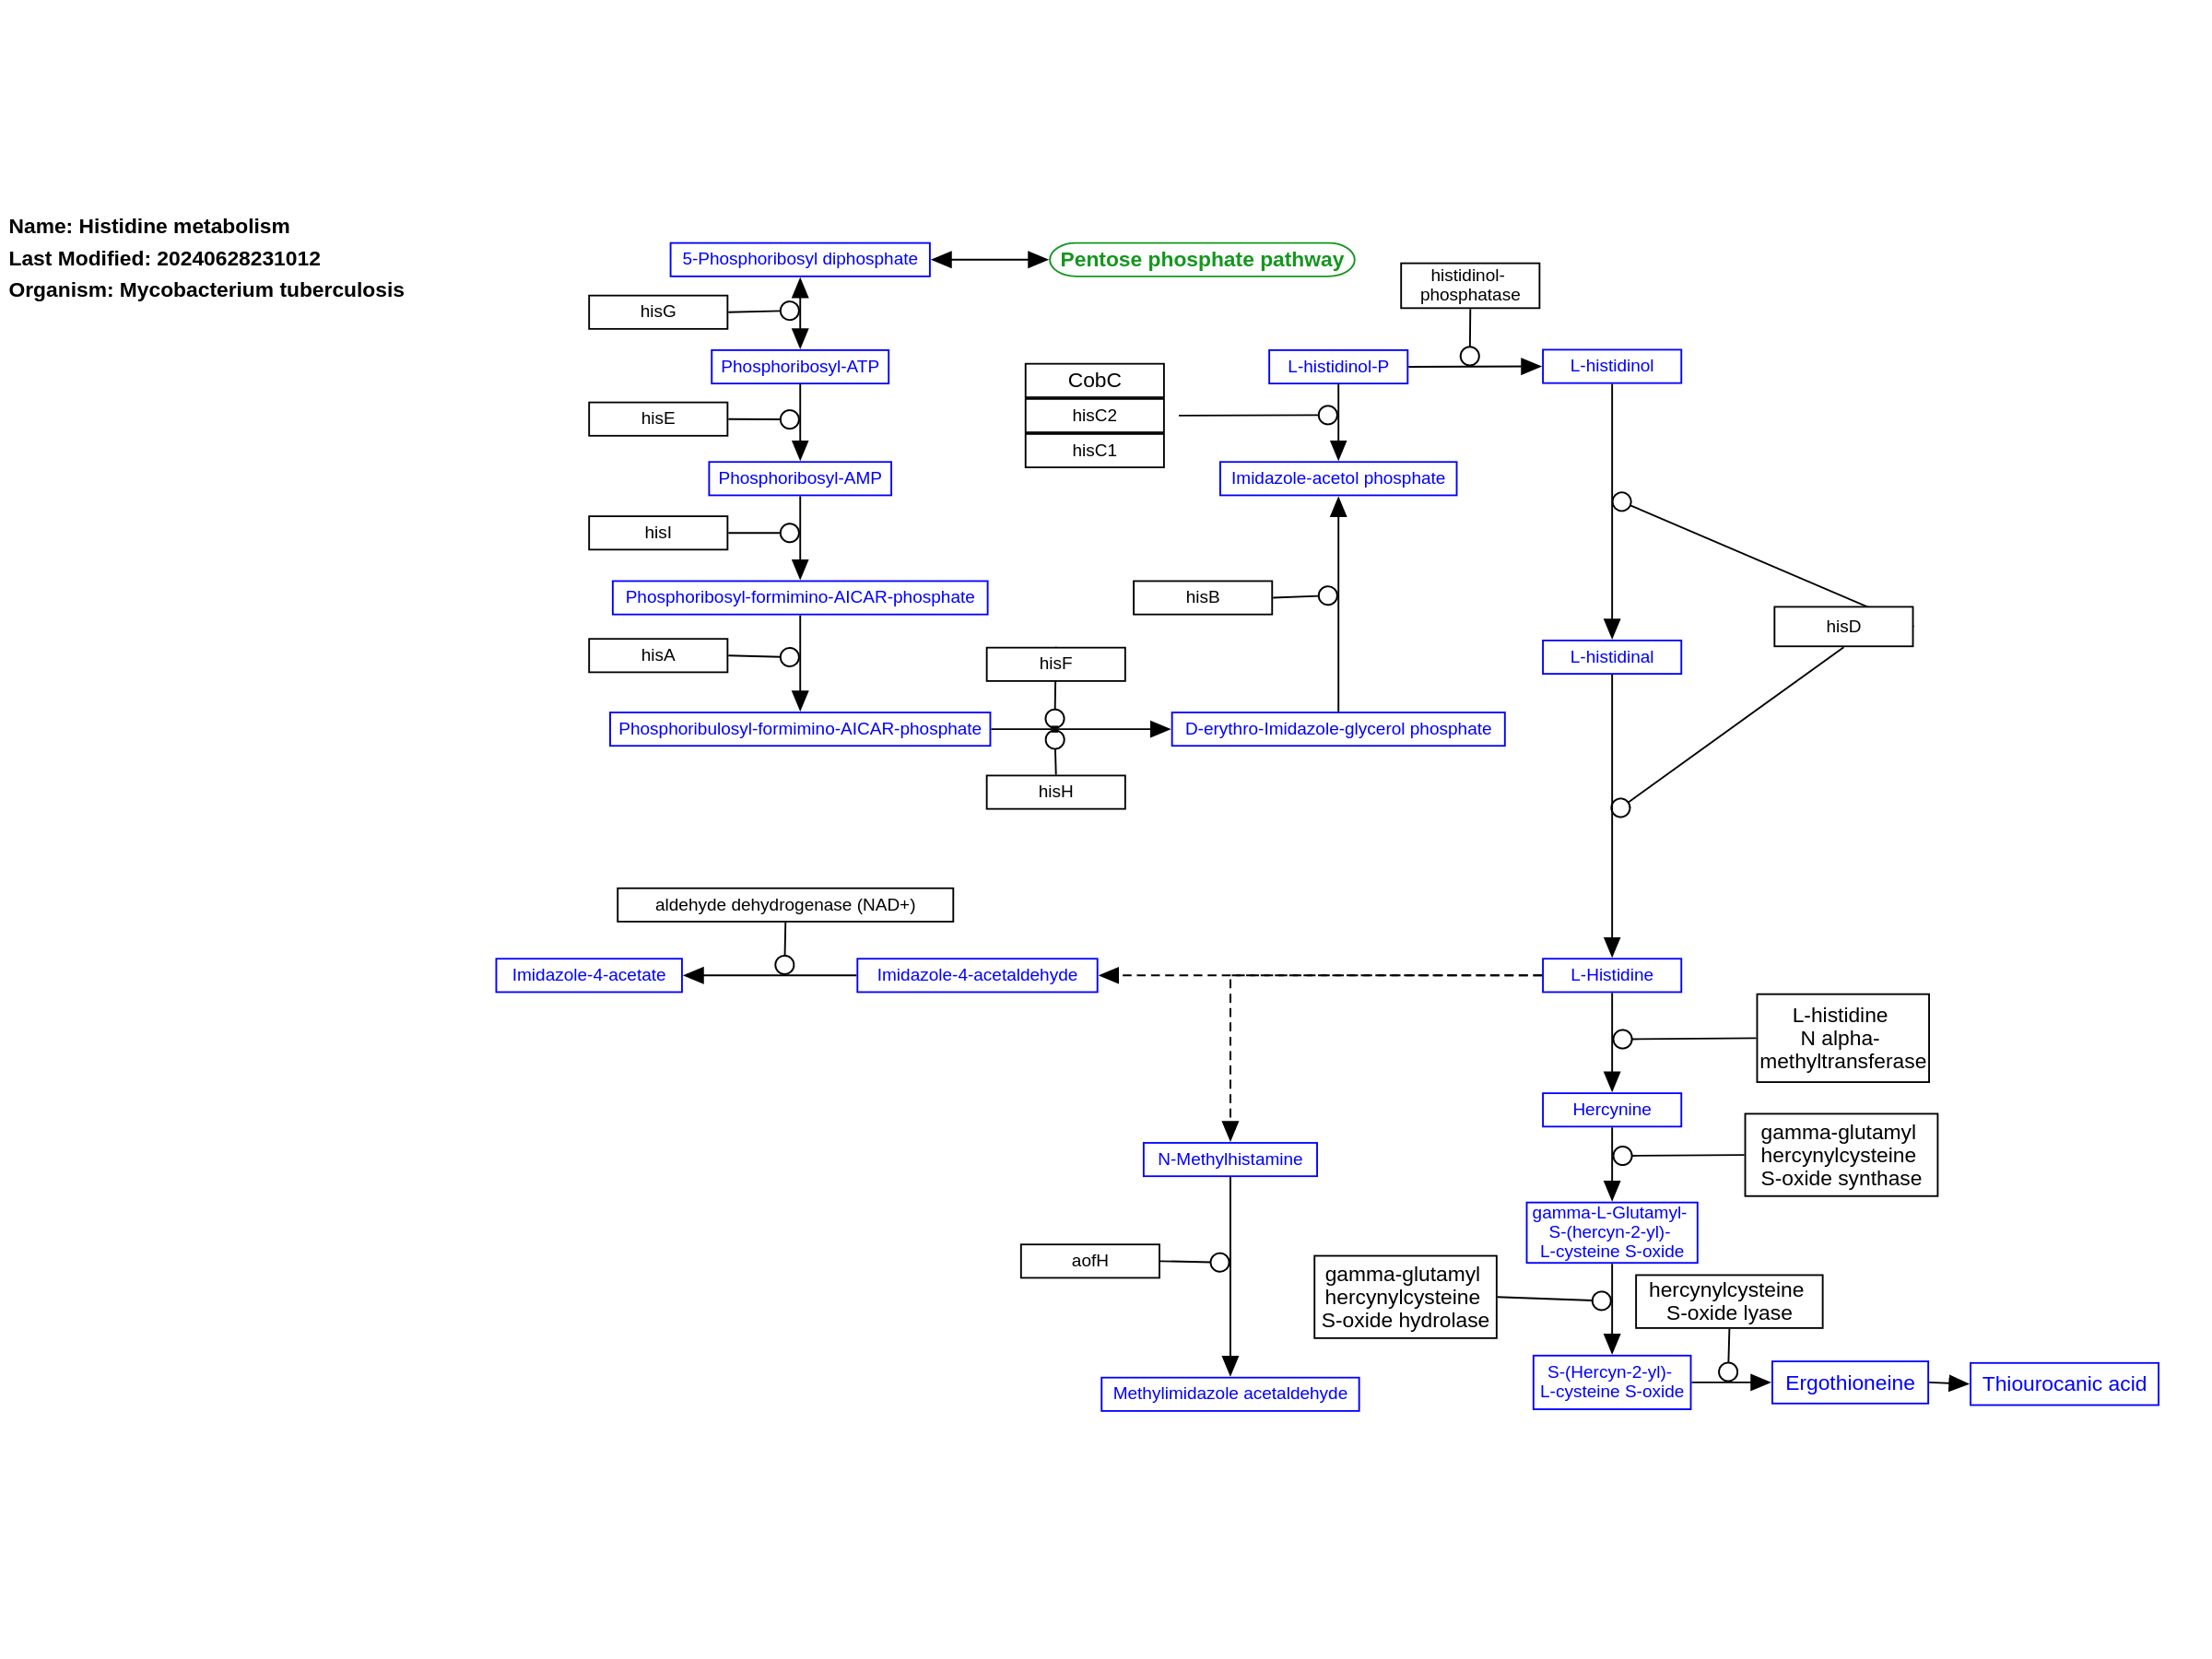 Name: Histidine metabolism
Last Modified: 20240628231012
Organism: Mycobacterium tuberculosis
5-Phosphoribosyl diphosphate
Pentose phosphate pathway
histidinol-
phosphatase
hisG
Phosphoribosyl-ATP
CobC
hisC2
hisC1
L-histidinol-P
L-histidinol
hisE
Phosphoribosyl-AMP
Imidazole-acetol phosphate
hisI
Phosphoribosyl-formimino-AICAR-phosphate
hisB
hisD
hisA
hisF
L-histidinal
Phosphoribulosyl-formimino-AICAR-phosphate
D-erythro-Imidazole-glycerol phosphate
hisH
aldehyde dehydrogenase (NAD+)
Imidazole-4-acetate
Imidazole-4-acetaldehyde
L-Histidine
L-histidine
N alpha-
methyltransferase
Hercynine
gamma-glutamyl
hercynylcysteine
S-oxide synthase
N-Methylhistamine
gamma-L-Glutamyl-
S-(hercyn-2-yl)-
L-cysteine S-oxide
aofH
gamma-glutamyl
hercynylcysteine
S-oxide hydrolase
hercynylcysteine
S-oxide lyase
Methylimidazole acetaldehyde
S-(Hercyn-2-yl)-
L-cysteine S-oxide
Ergothioneine
Thiourocanic acid